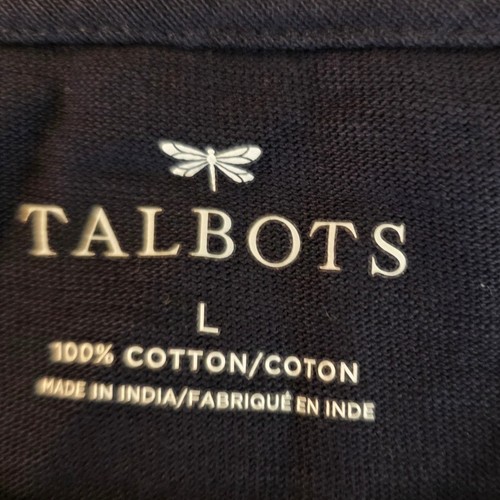 TALBOTS
L
100% COTTON/COTON
MADE IN INDIA/FABRIQUÉ EN INDE